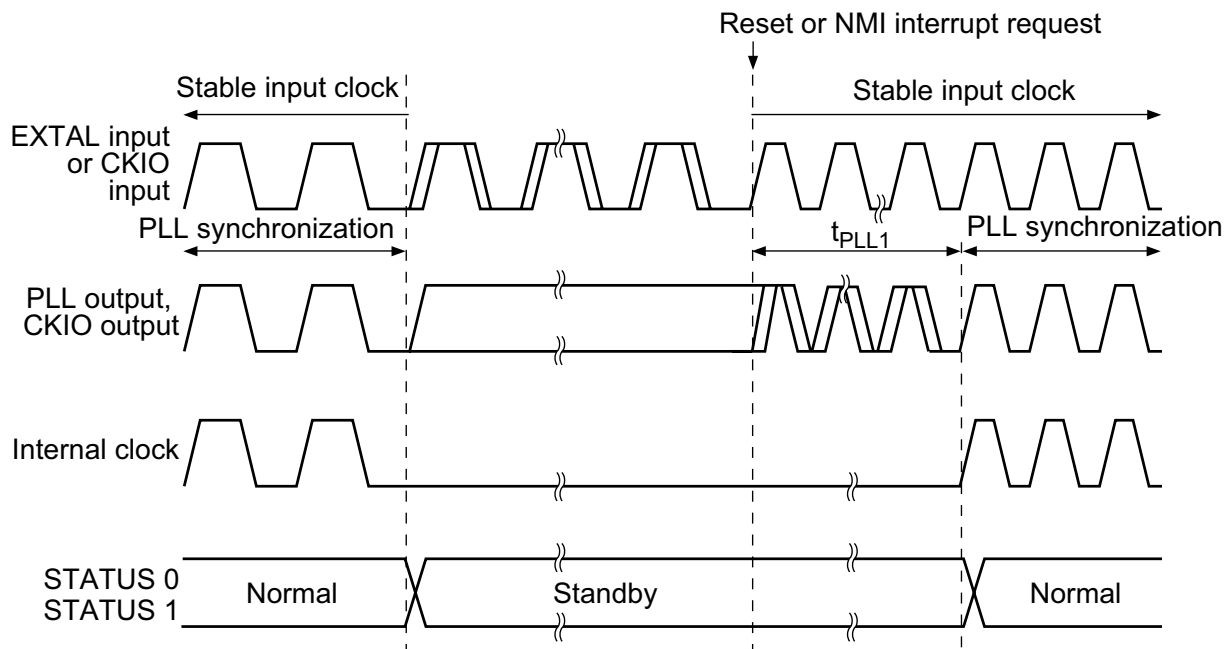 Reset or NMI interrupt request
Stable input clock
Stable input clock
EXTAL input
or CKIO
input
PLL synchronization
tPLL1
PLL synchronization
PLL output,
CKIO output
Internal clock
STATUS 0
STATUS 1
Normal
Standby
Normal